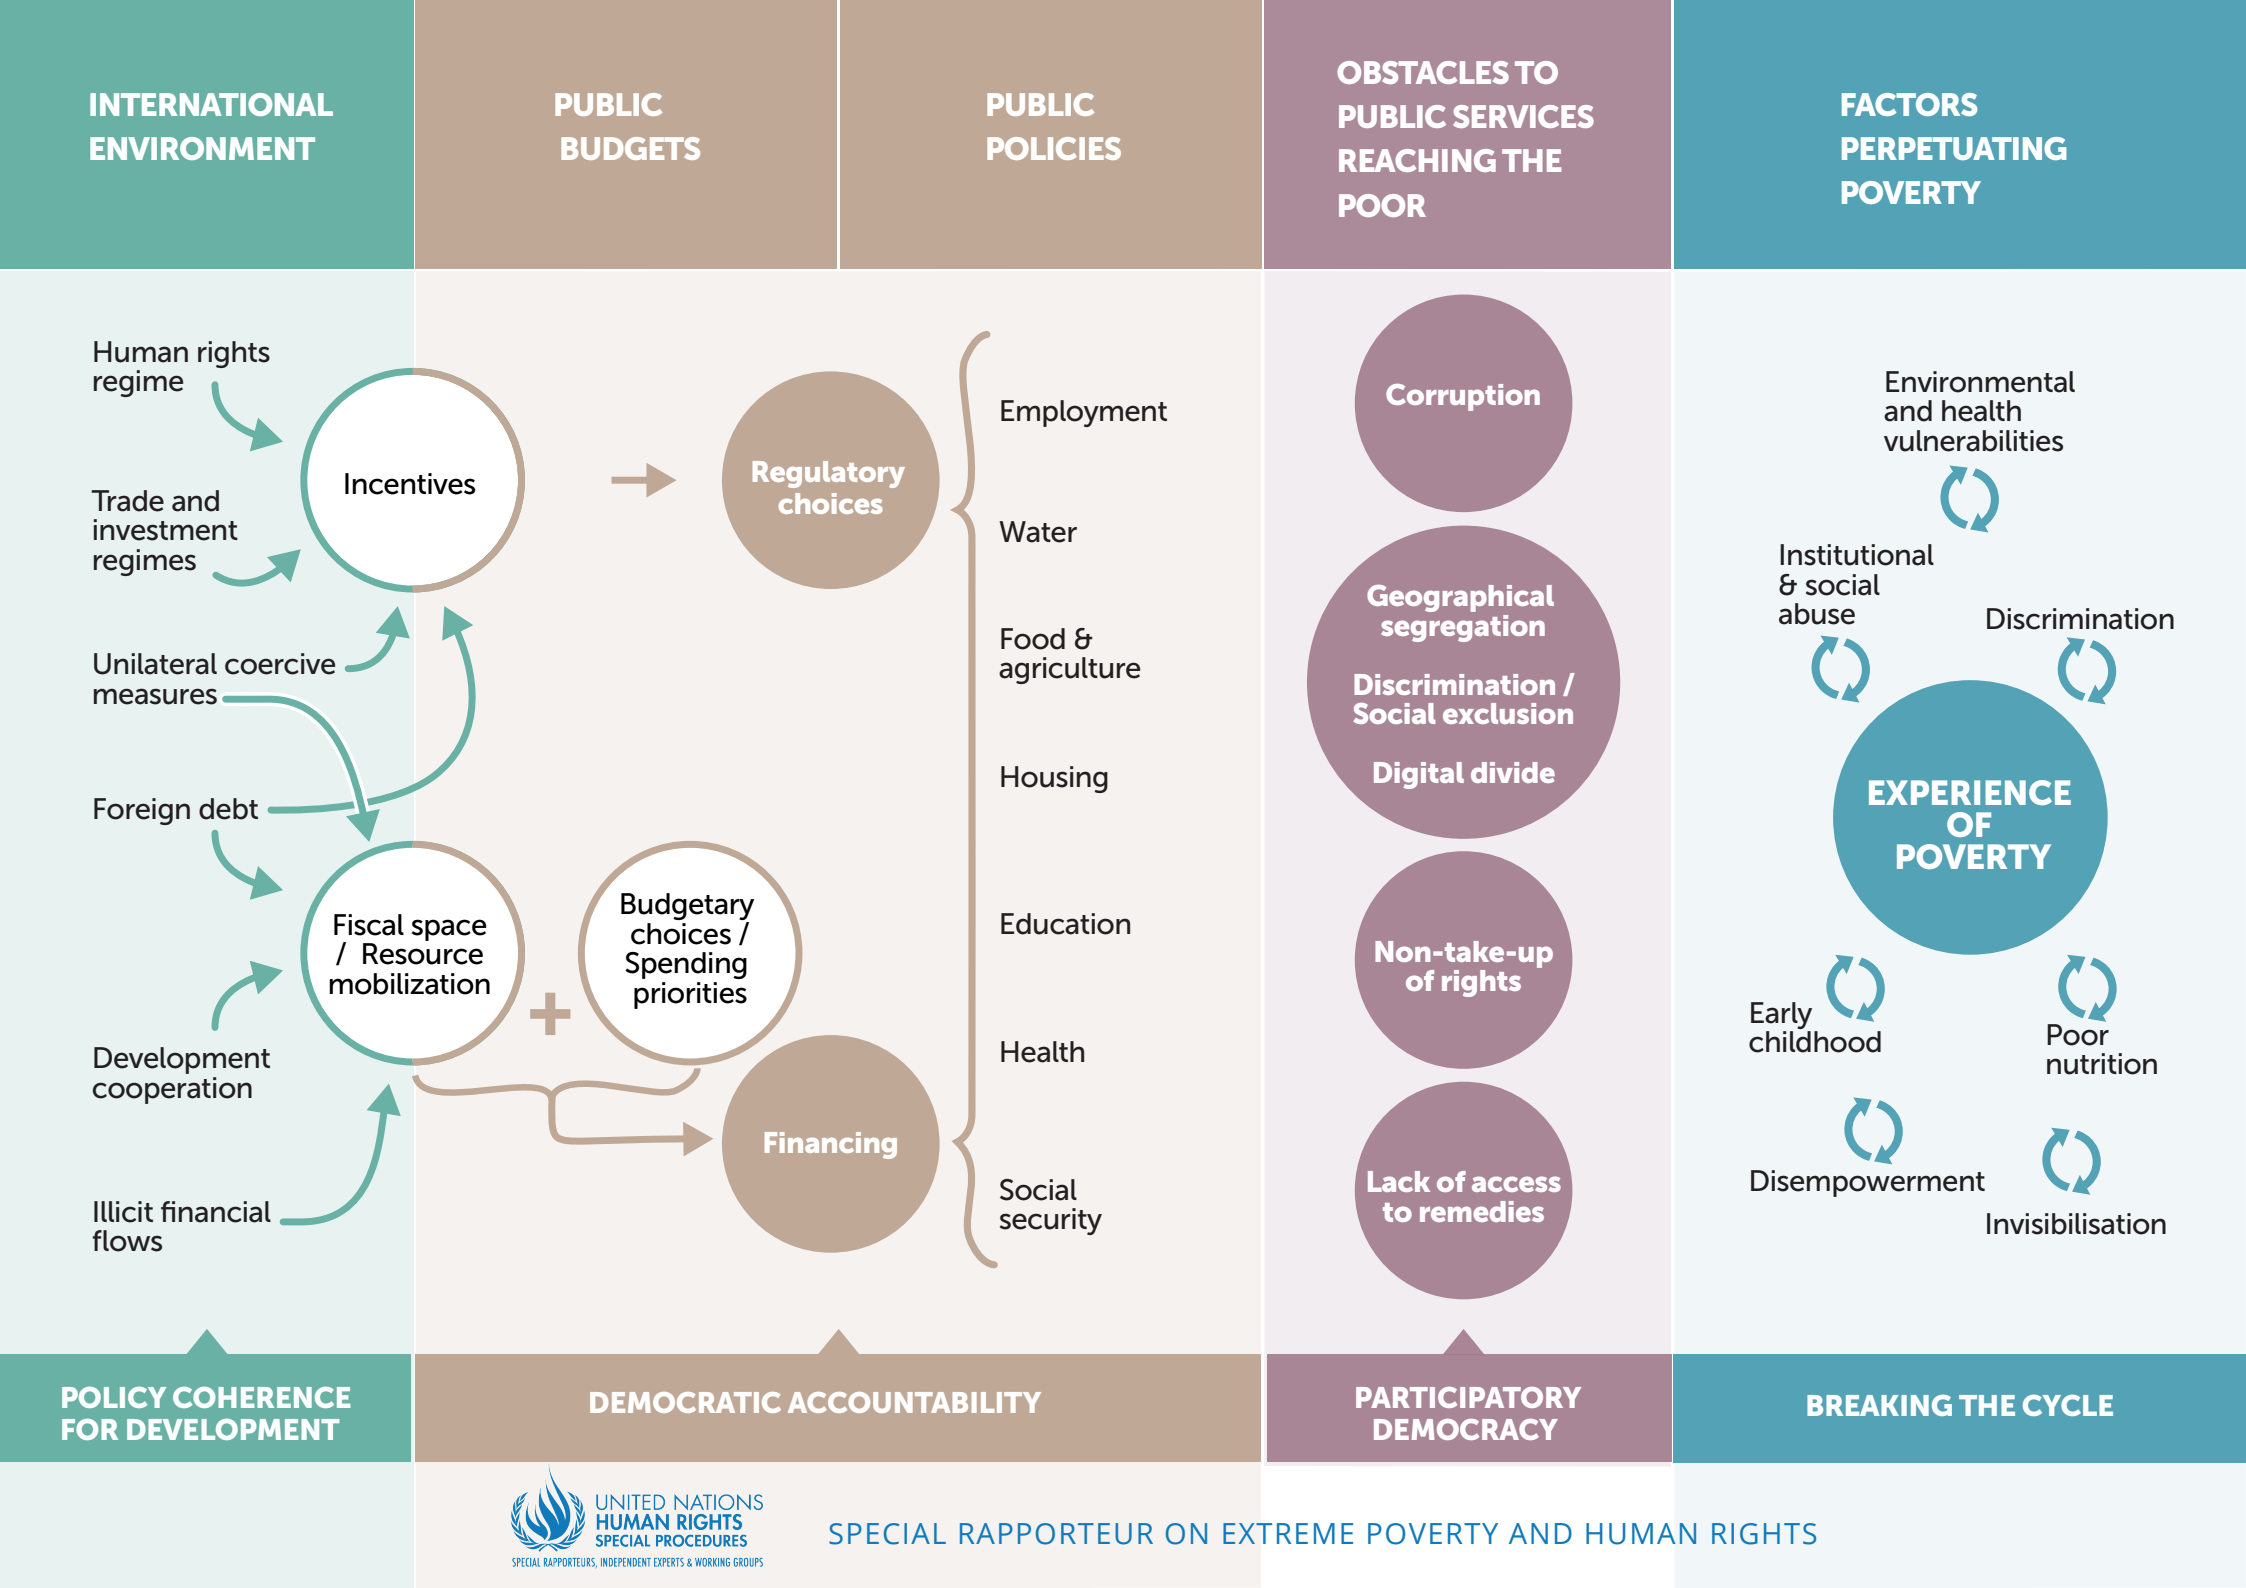 INTERNATIONAL
ENVIRONMENT
PUBLIC
BUDGETS
PUBLIC
POLICIES
OBSTACLES TO
PUBLIC SERVICES
REACHING THE
POOR
FACTORS
PERPETUATING
POVERTY
Human rights
regime
Trade and
investment
regimes
Unilateral coercive
measures
Foreign debt
Development
cooperation
Illicit financial
flows
Incentives
Fiscal space
/ Resource
mobilization
+
Budgetary
choices /
Spending
priorities
Regulatory
choices
Financing
Employment
Water
Food &
agriculture
Housing
Education
Health
Social
security
Corruption
Geographical
segregation
Discrimination /
Social exclusion
Digital divide
Non-take-up
of rights
Lack of access
to remedies
Environmental
and health
vulnerabilities
Institutional
& social
abuse
Discrimination
EXPERIENCE
OF
POVERTY
Early
childhood
Poor
nutrition
Disempowerment
Invisibilisation
POLICY COHERENCE
FOR DEVELOPMENT
DEMOCRATIC ACCOUNTABILITY
PARTICIPATORY
DEMOCRACY
BREAKING THE CYCLE
UNITED NATIONS
HUMAN RIGHTS
SPECIAL PROCEDURES
SPECIAL RAPPORTEURS, INDEPENDENT EXPERTS & WORKING GROUPS
SPECIAL RAPPORTEUR ON EXTREME POVERTY AND HUMAN RIGHTS